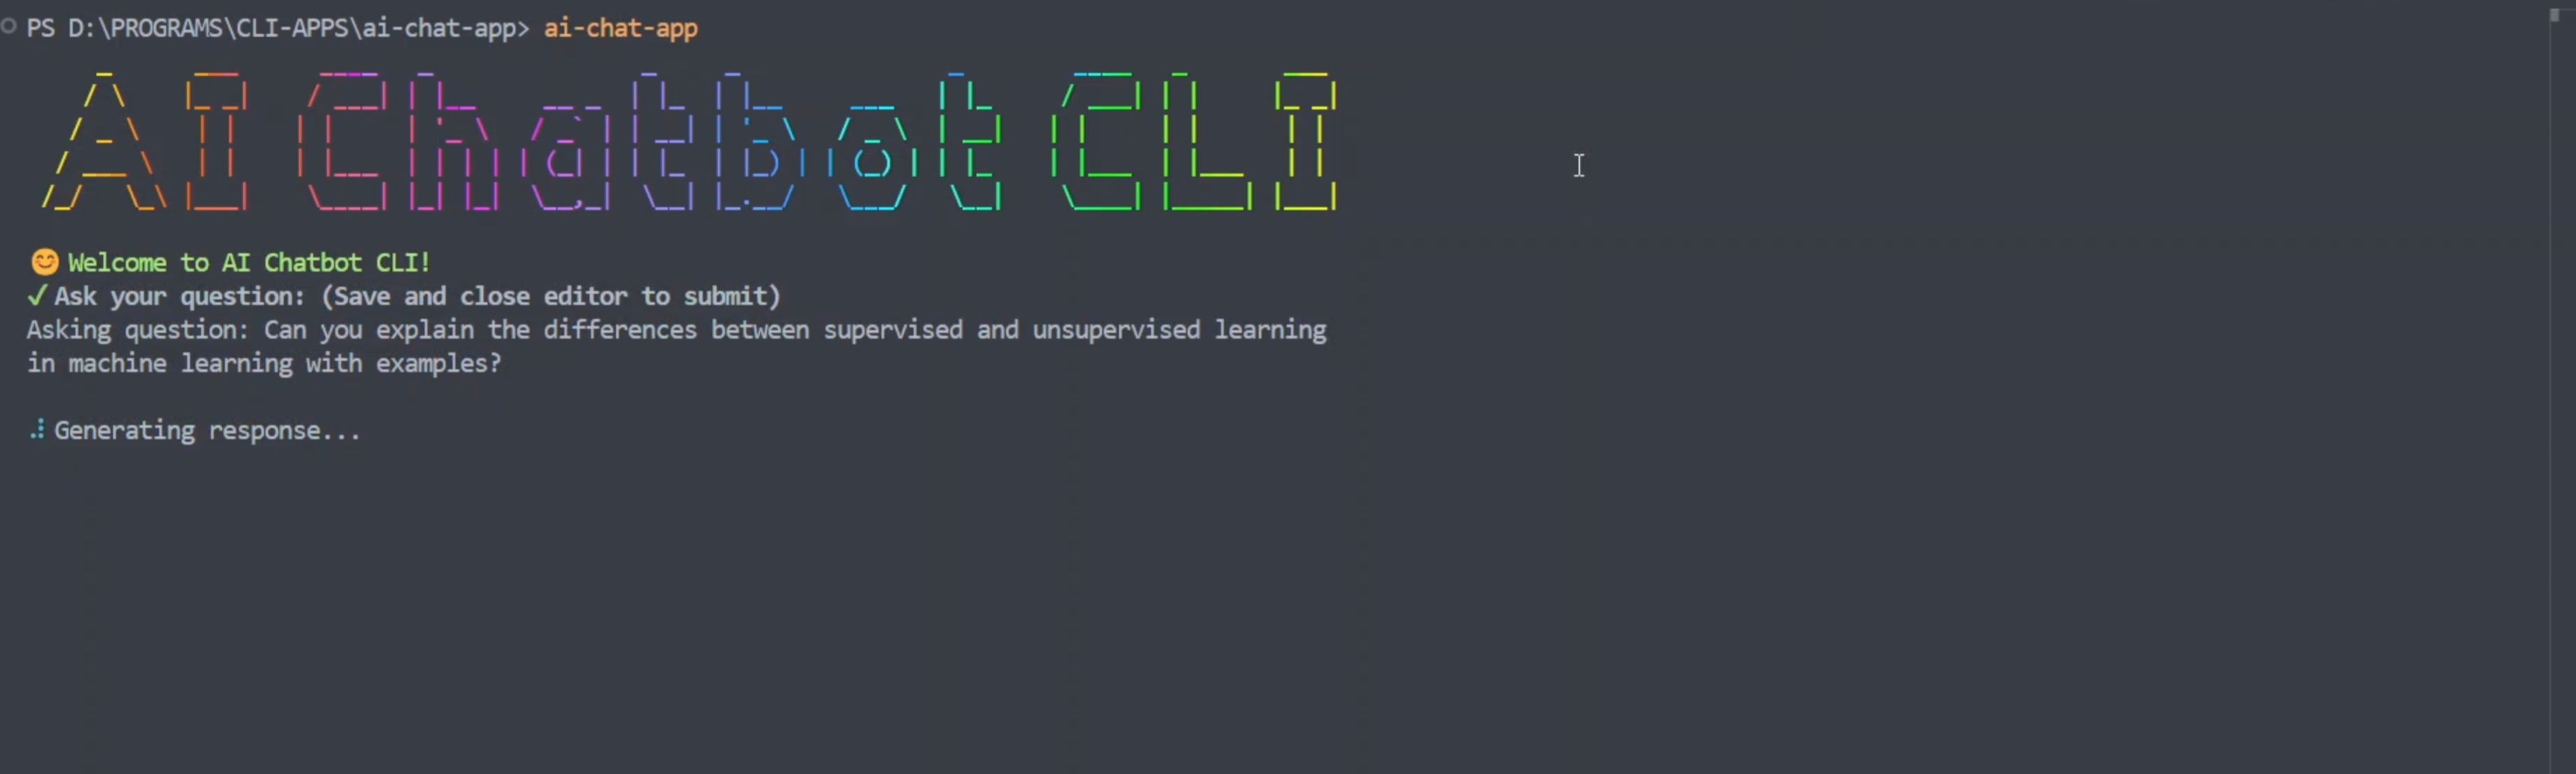 PS D:\PROGRAMS\CLI-APPS\ai-chat-app> ai-chat-app
AI Chatbot CLI
😊 Welcome to AI Chatbot CLI!
✓ Ask your question: (Save and close editor to submit)
Asking question: Can you explain the differences between supervised and unsupervised learning
in machine learning with examples?
Generating response...